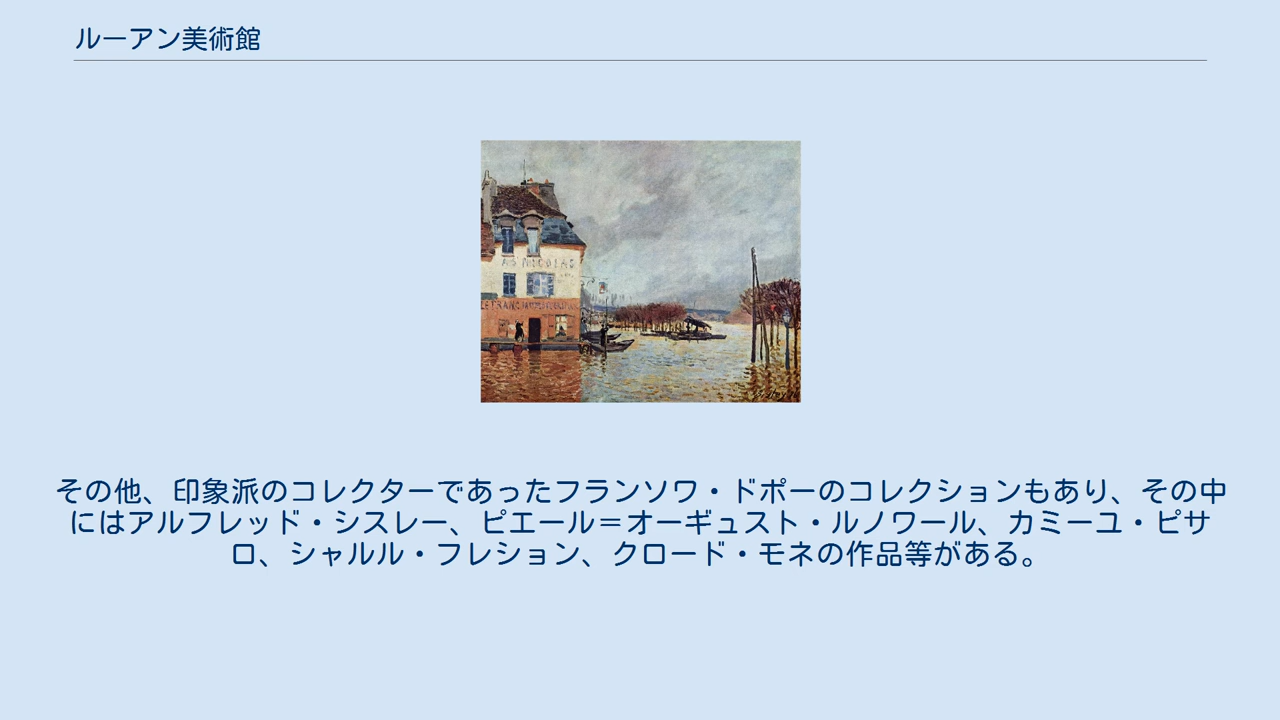 ルーアン美術館
A S NICOLAS
その他、印象派のコレクターであったフランソワ・ドポーのコレクションもあり、その中
にはアルフレッド・シスレー、ピエール＝オーギュスト・ルノワール、カミーユ・ピサ
ロ、シャルル・フレション、クロード・モネの作品等がある。